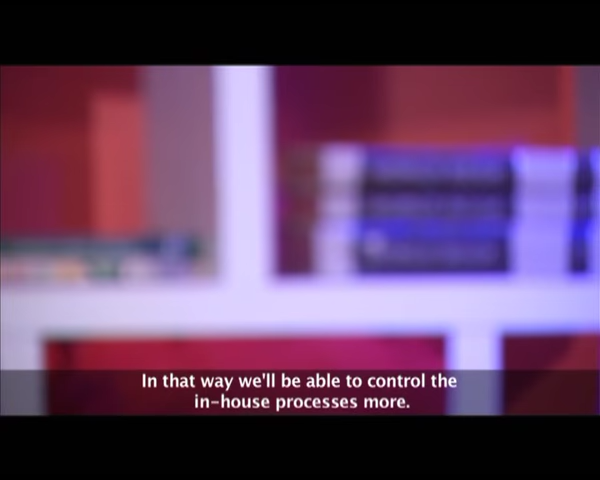 In that way we'll be able to control the
in-house processes more.